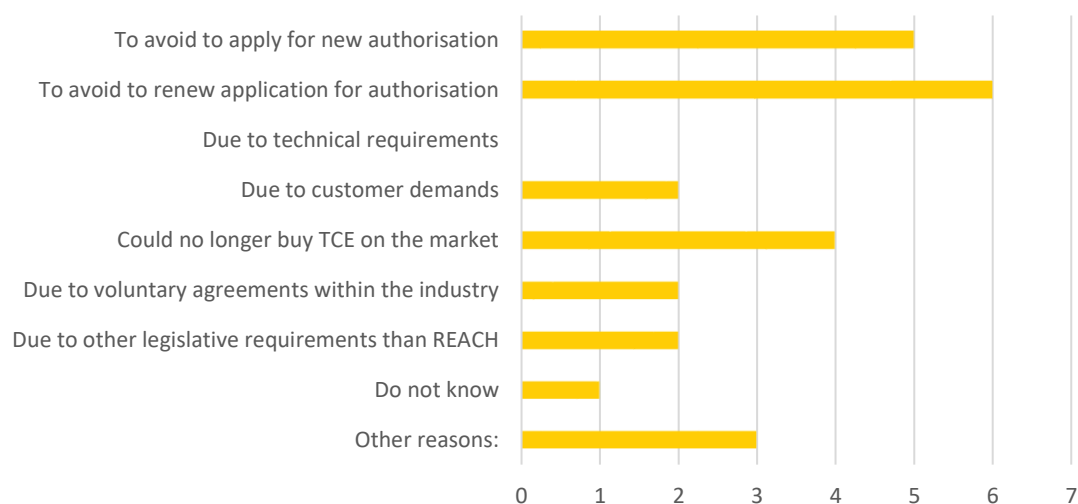 To avoid to apply for new authorisation
To avoid to renew application for authorisation
Due to technical requirements
Due to customer demands
Could no longer buy TCE on the market
Due to voluntary agreements within the industry
Due to other legislative requirements than REACH
Do not know
Other reasons:
0 1 2 3 4 5 6 7